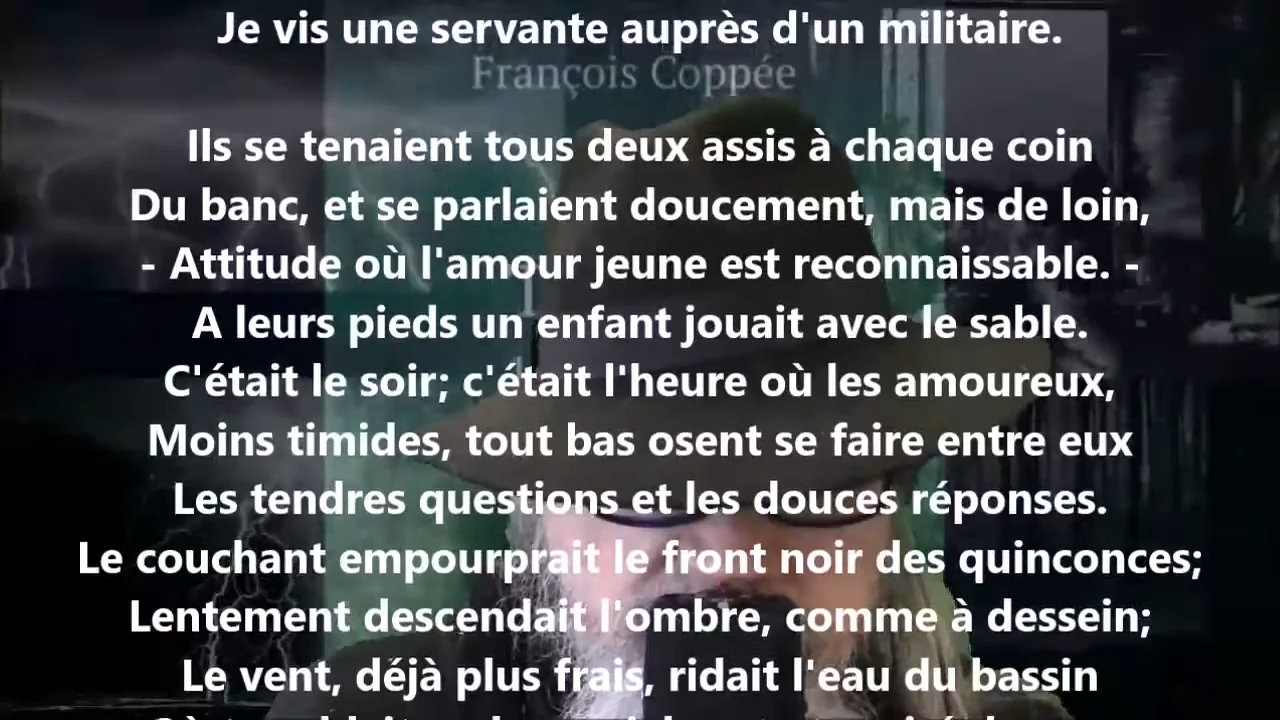 Je vis une servante auprès d'un militaire.
François Coppée
Ils se tenaient tous deux assis à chaque coin
Du banc, et se parlaient doucement, mais de loin,
- Attitude où l'amour jeune est reconnaissable. -
A leurs pieds un enfant jouait avec le sable.
C'était le soir; c'était l'heure où les amoureux,
Moins timides, tout bas osent se faire entre eux
Les tendres questions et les douces réponses.
Le couchant empourprait le front noir des quinconces;
Lentement descendait l'ombre, comme à dessein;
Le vent, déjà plus frais, ridait l'eau du bassin